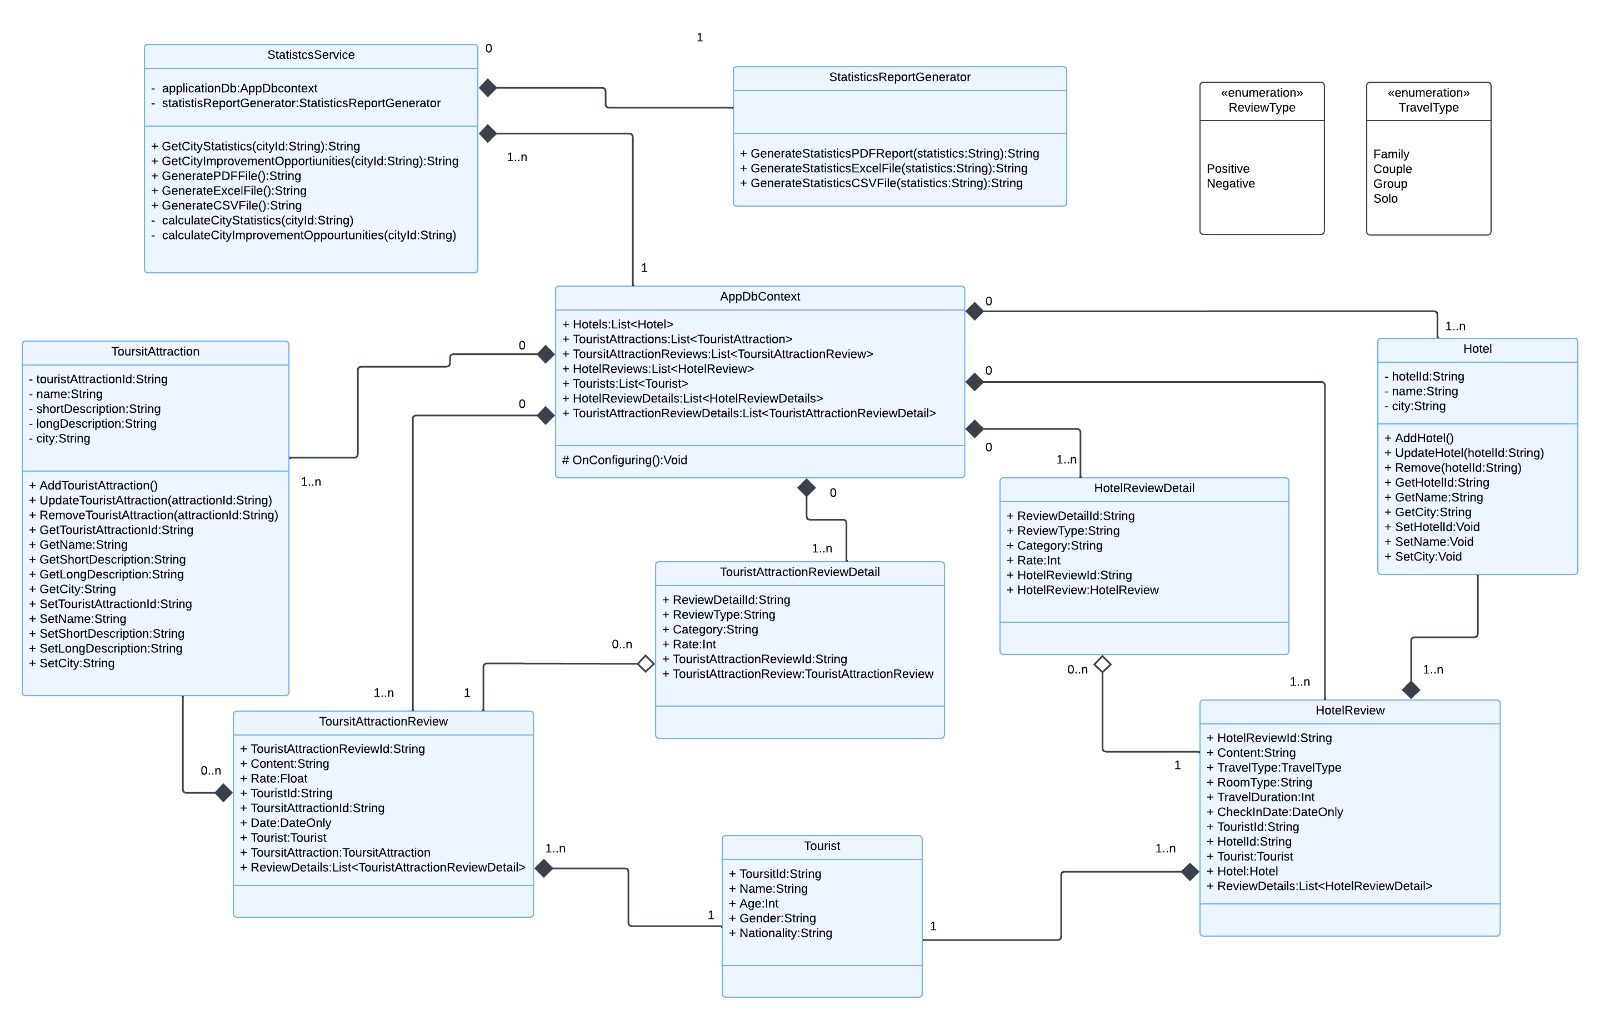 StatistcsService
- applicationDb:AppDbcontext
- statistisReportGenerator:StatisticsReportGenerator
+ GetCityStatistics(cityId:String):String
+ GetCityImprovementOpportiunities(cityId:String):String
+ GeneratePDFFile():String
+ GenerateExcelFile():String
+ GenerateCSVFile():String
- calculateCityStatistics(cityId:String)
- calculateCityImprovementOppourtunities(cityId:String)
0
1
1..n
1
StatisticsReportGenerator
+ GenerateStatisticsPDFReport(statistics:String):String
+ GenerateStatisticsExcelFile(statistics:String):String
+ GenerateStatisticsCSVFile(statistics:String):String
«enumeration»
ReviewType
Positive
Negative
«enumeration»
TravelType
Family
Couple
Group
Solo
AppDbContext
+ Hotels:List<Hotel>
+ TouristAttractions:List<TouristAttraction>
+ ToursitAttractionReviews:List<ToursitAttractionReview>
+ HotelReviews:List<HotelReview>
+ Tourists:List<Tourist>
+ HotelReviewDetails:List<HotelReviewDetails>
+ TouristAttractionReviewDetails:List<TouristAttractionReviewDetail>
# OnConfiguring():Void
0
1..n
0
1..n
0
1..n
0
1..n
0
1..n
0
1..n
ToursitAttraction
- touristAttractionId:String
- name:String
- shortDescription:String
- longDescription:String
- city:String
+ AddTouristAttraction()
+ UpdateTouristAttraction(attractionId:String)
+ RemoveTouristAttraction(attractionId:String)
+ GetTouristAttractionId:String
+ GetName:String
+ GetShortDescription:String
+ GetLongDescription:String
+ GetCity:String
+ SetTouristAttractionId:String
+ SetName:String
+ SetShortDescription:String
+ SetLongDescription:String
+ SetCity:String
Hotel
- hotelId:String
- name:String
- city:String
+ AddHotel()
+ UpdateHotel(hotelId:String)
+ Remove(hotelId:String)
+ GetHotelId:String
+ GetName:String
+ GetCity:String
+ SetHotelId:Void
+ SetName:Void
+ SetCity:Void
HotelReviewDetail
+ ReviewDetailId:String
+ ReviewType:String
+ Category:String
+ Rate:Int
+ HotelReviewId:String
+ HotelReview:HotelReview
TouristAttractionReviewDetail
+ ReviewDetailId:String
+ ReviewType:String
+ Category:String
+ Rate:Int
+ TouristAttractionReviewId:String
+ TouristAttractionReview:TouristAttractionReview
0..n
1
0..n
1
1..n
0..n
ToursitAttractionReview
+ TouristAttractionReviewId:String
+ Content:String
+ Rate:Float
+ TouristId:String
+ ToursitAttractionId:String
+ Date:DateOnly
+ Tourist:Tourist
+ ToursitAttraction:ToursitAttraction
+ ReviewDetails:List<TouristAttractionReviewDetail>
HotelReview
+ HotelReviewId:String
+ Content:String
+ TravelType:TravelType
+ RoomType:String
+ TravelDuration:Int
+ CheckInDate:DateOnly
+ TouristId:String
+ HotelId:String
+ Tourist:Tourist
+ Hotel:Hotel
+ ReviewDetails:List<HotelReviewDetail>
1..n
1
1..n
1
Tourist
+ ToursitId:String
+ Name:String
+ Age:Int
+ Gender:String
+ Nationality:String